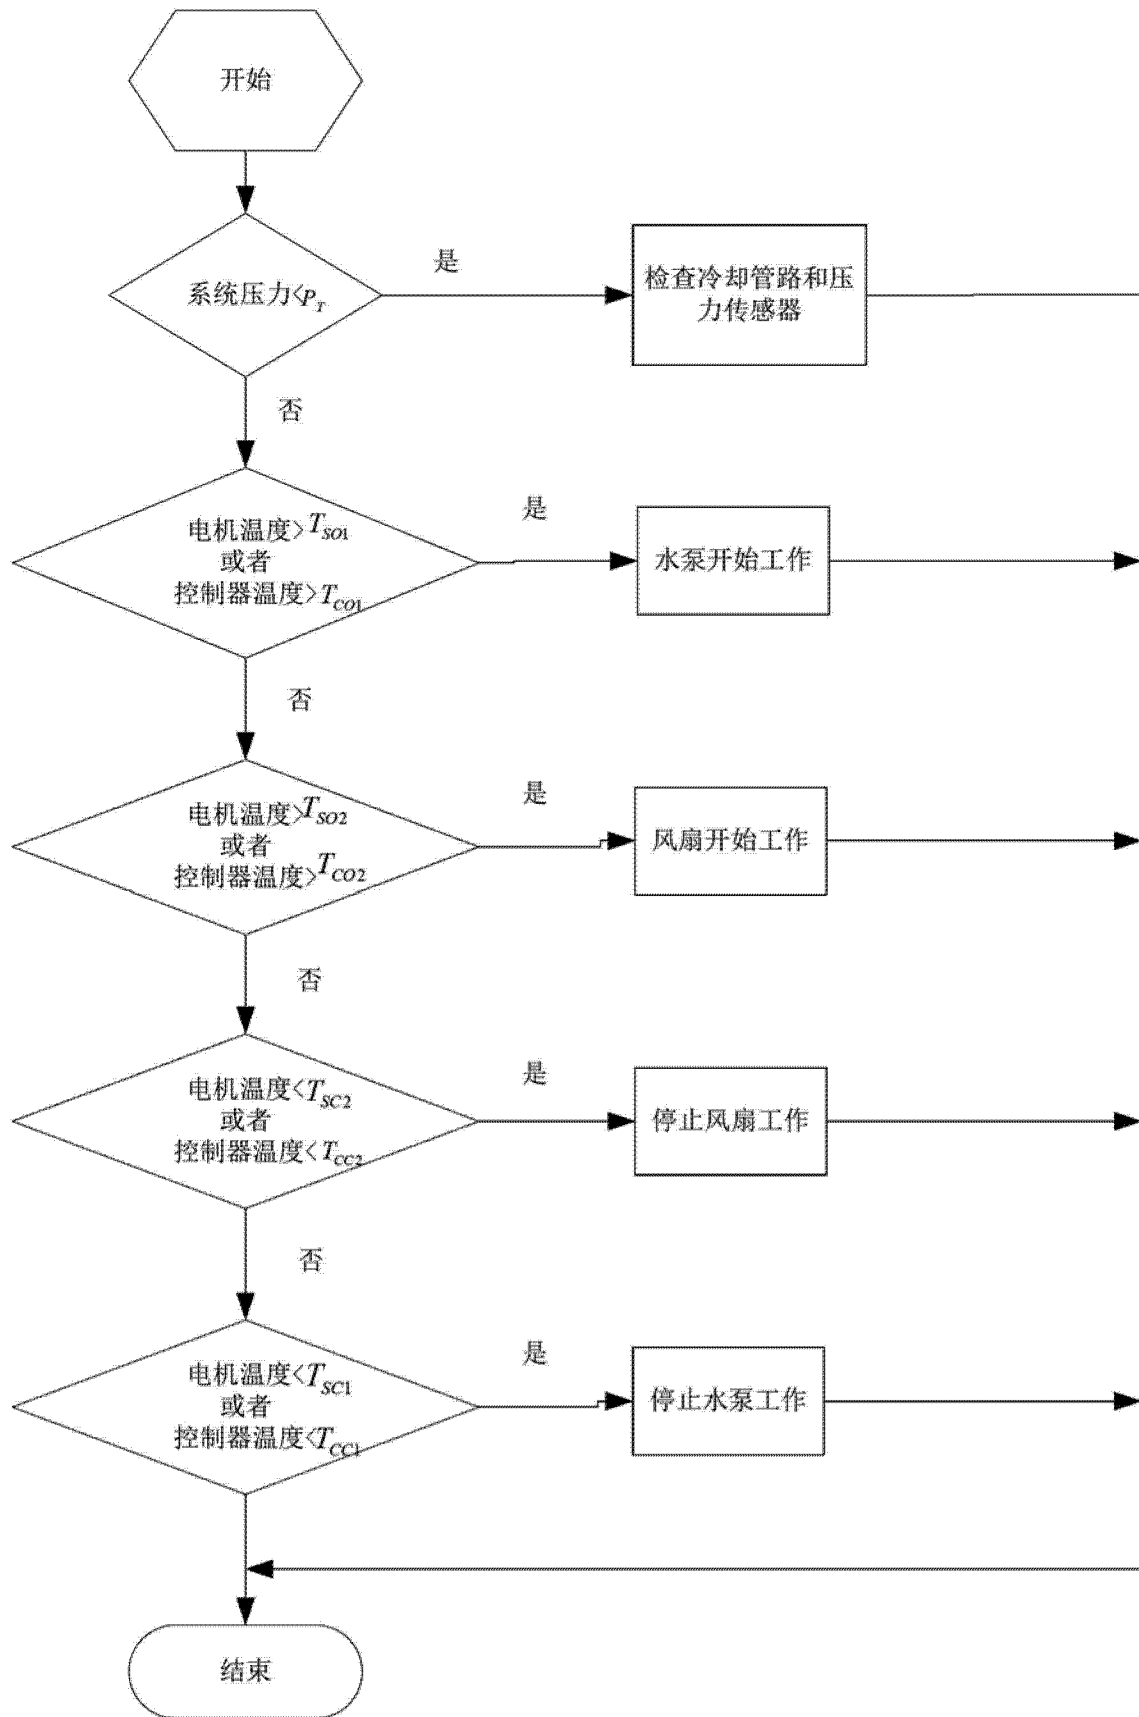 开始
系统压力<P_T
是
检查冷却管路和压
力传感器
否
电机温度>T_SO1
或者
控制器温度>T_CO1
是
水泵开始工作
否
电机温度>T_SO2
或者
控制器温度>T_CO2
是
风扇开始工作
否
电机温度<T_SC2
或者
控制器温度<T_CC2
是
停止风扇工作
否
电机温度<T_SC1
或者
控制器温度<T_CC1
是
停止水泵工作
结束